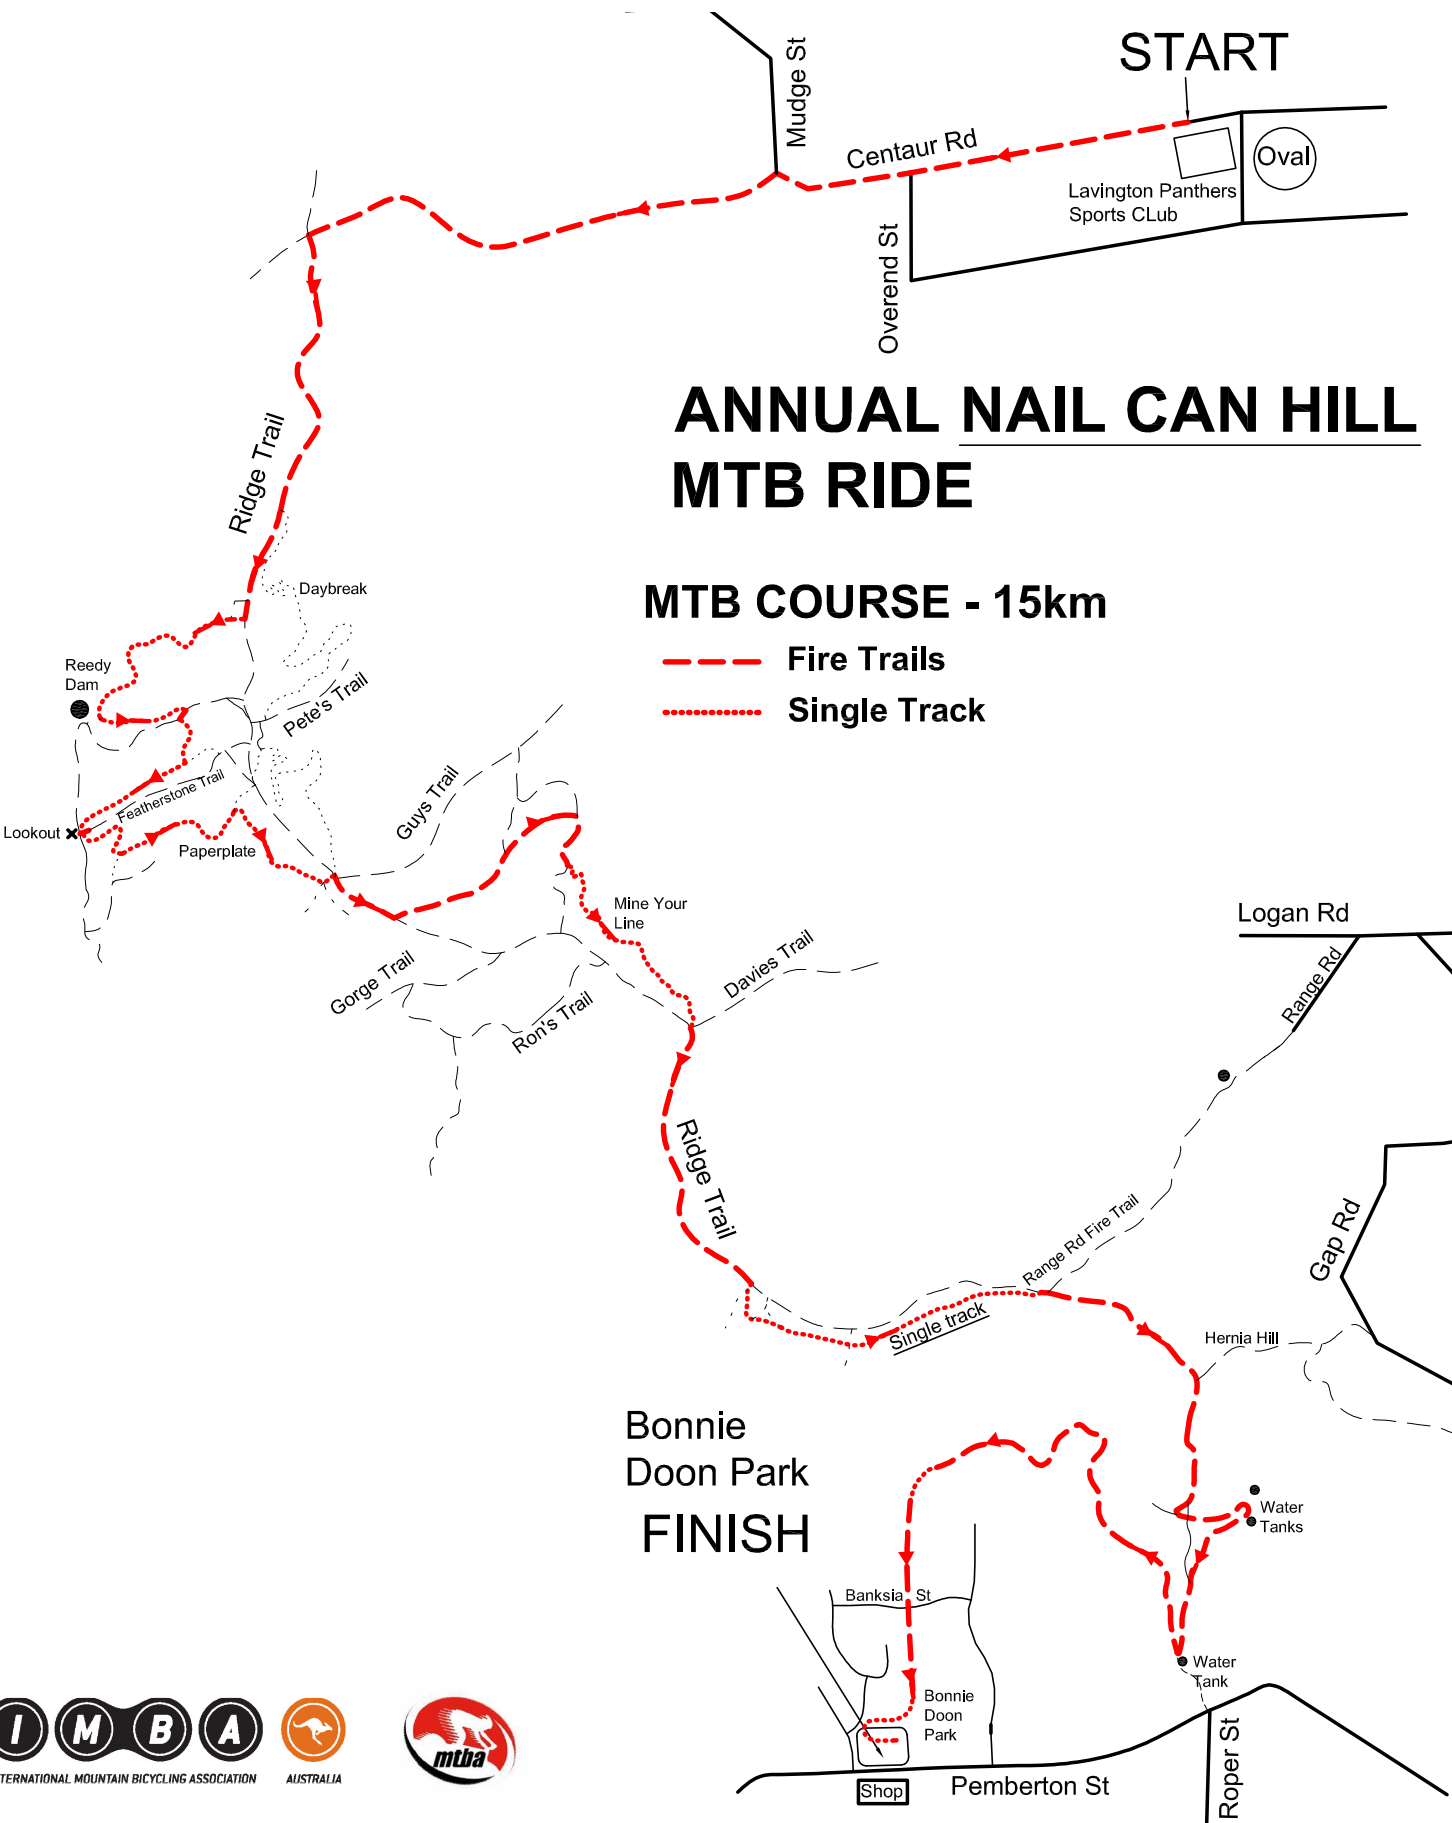 START
Mudge St
Centaur Rd
Oval
Lavington Panthers
Sports CLub
Overend St
ANNUAL NAIL CAN HILL
MTB RIDE
Ridge Trail
MTB COURSE - 15km
Fire Trails
Single Track
Daybreak
Reedy
Dam
Pete's Trail
Featherstone Trail
Guys Trail
Lookout
Paperplate
Mine Your
Line
Logan Rd
Range Rd
Davies Trail
Gorge Trail
Ron's Trail
Ridge Trail
Range Rd Fire Trail
Gap Rd
Single track
Hernia Hill
Bonnie
Doon Park
FINISH
Water
Tanks
Banksia St
Water
Tank
Bonnie
Doon
Park
Shop
Pemberton St
Roper St
IMBA
TERNATIONAL MOUNTAIN BICYCLING ASSOCIATION
AUSTRALIA
mtba